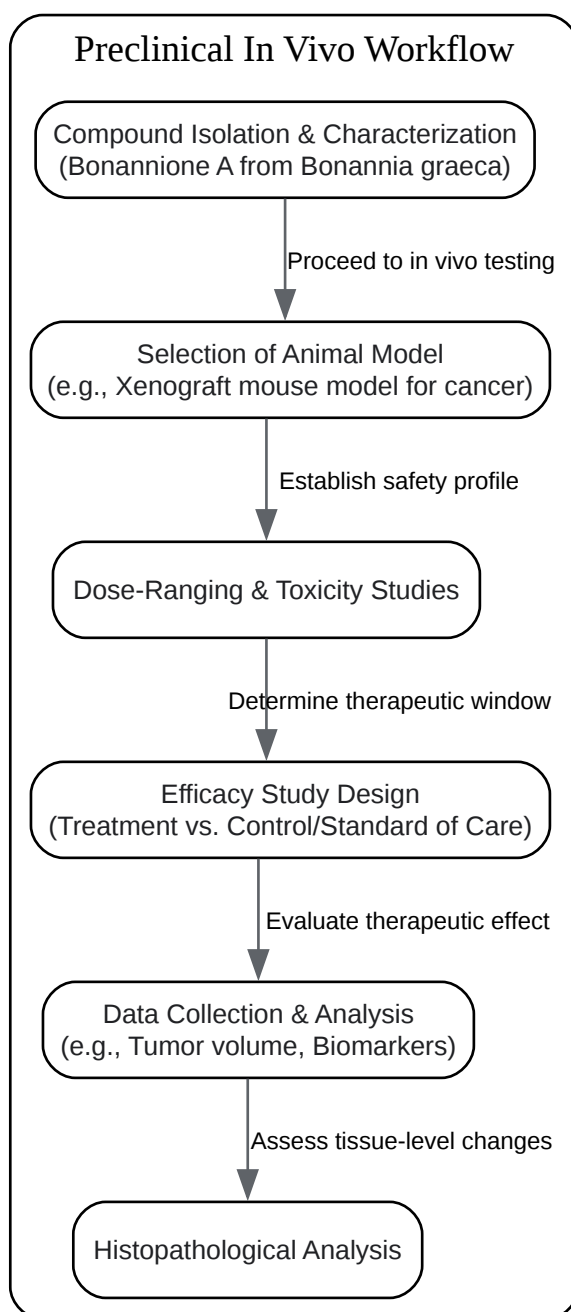 Preclinical In Vivo Workflow
Compound Isolation & Characterization
(Bonannione A from Bonannia graeca)
Proceed to in vivo testing
Selection of Animal Model
(e.g., Xenograft mouse model for cancer)
Establish safety profile
Dose-Ranging & Toxicity Studies
Determine therapeutic window
Efficacy Study Design
(Treatment vs. Control/Standard of Care)
Evaluate therapeutic effect
Data Collection & Analysis
(e.g., Tumor volume, Biomarkers)
Assess tissue-level changes
Histopathological Analysis